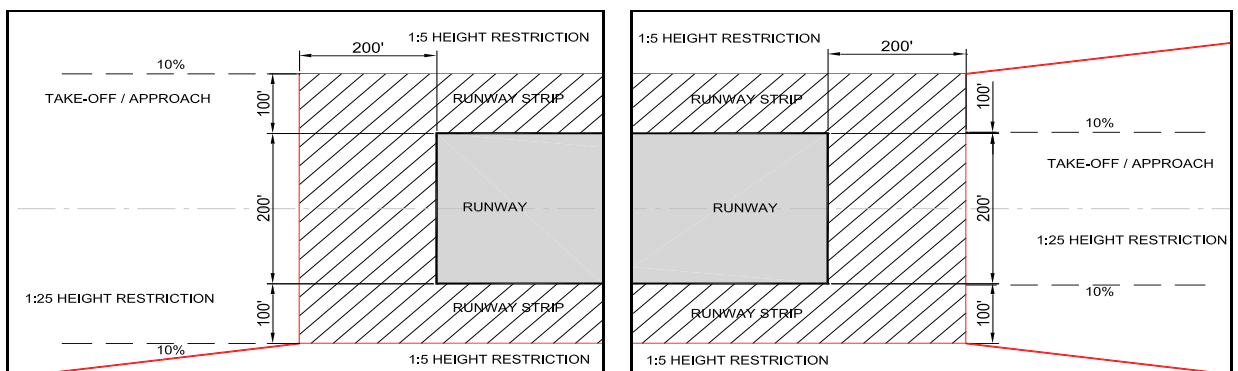 1:5 HEIGHT RESTRICTION
200'
10%
TAKE-OFF / APPROACH
100'
RUNWAY STRIP
200'
RUNWAY
1:25 HEIGHT RESTRICTION
100'
RUNWAY STRIP
10%
1:5 HEIGHT RESTRICTION
1:5 HEIGHT RESTRICTION
200'
RUNWAY STRIP
100'
10%
TAKE-OFF / APPROACH
RUNWAY
200'
1:25 HEIGHT RESTRICTION
10%
RUNWAY STRIP
100'
1:5 HEIGHT RESTRICTION